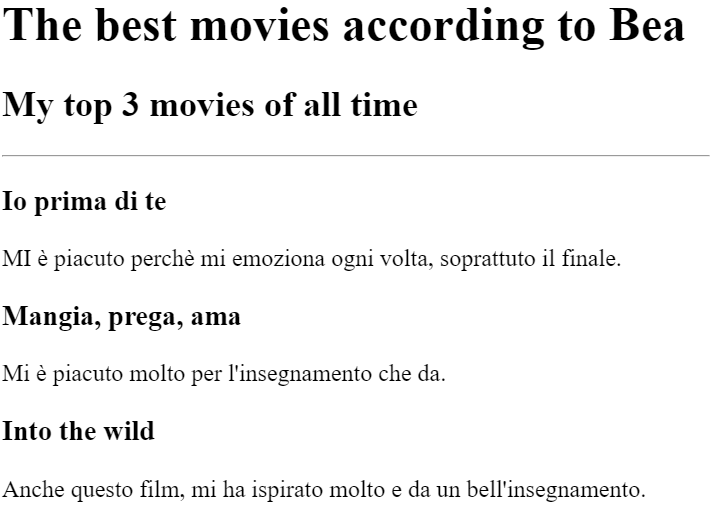 The best movies according to Bea
My top 3 movies of all time
Io prima di te
MI è piacuto perchè mi emoziona ogni volta, soprattuto il finale.
Mangia, prega, ama
Mi è piacuto molto per l'insegnamento che da.
Into the wild
Anche questo film, mi ha ispirato molto e da un bell'insegnamento.